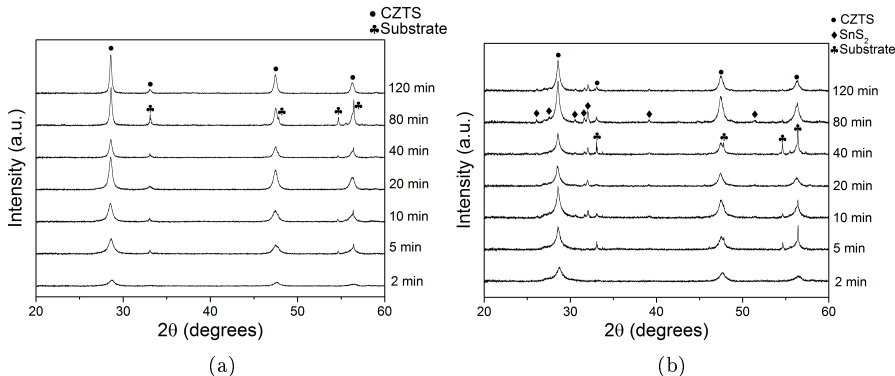 ● CZTS
♣ Substrate
Intensity (a.u.)
120 min
80 min
40 min
20 min
10 min
5 min
2 min
20 30 40 50 60
2θ (degrees)
(a)
● CZTS
♦ SnS₂
♣ Substrate
Intensity (a.u.)
120 min
80 min
40 min
20 min
10 min
5 min
2 min
20 30 40 50 60
2θ (degrees)
(b)